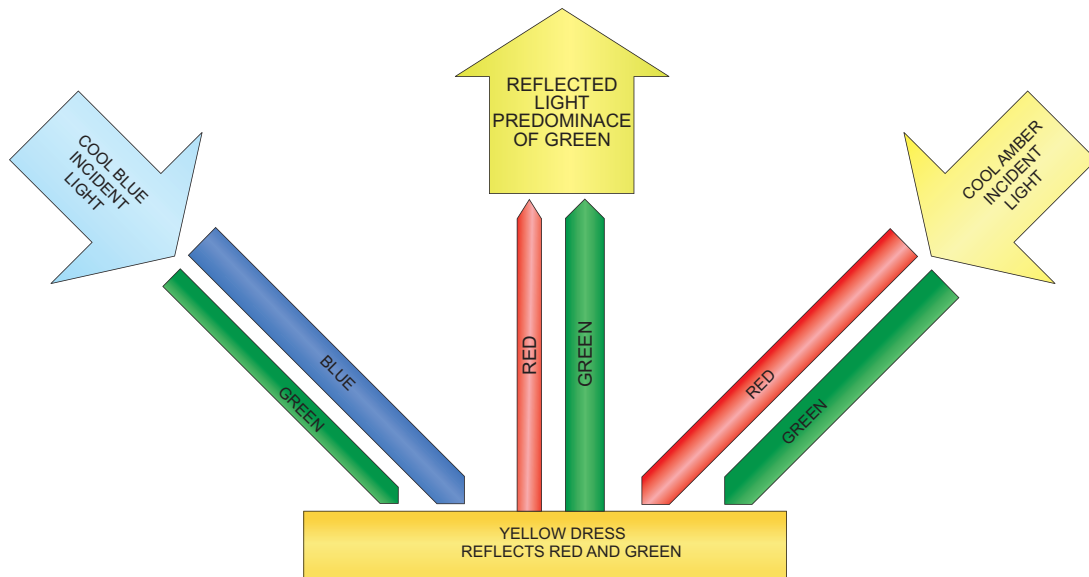 COOL BLUE
INCIDENT
LIGHT
REFLECTED
LIGHT
PREDOMINACE
OF GREEN
COOL AMBER
INCIDENT
LIGHT
GREEN
BLUE
RED
GREEN
RED
GREEN
YELLOW DRESS
REFLECTS RED AND GREEN